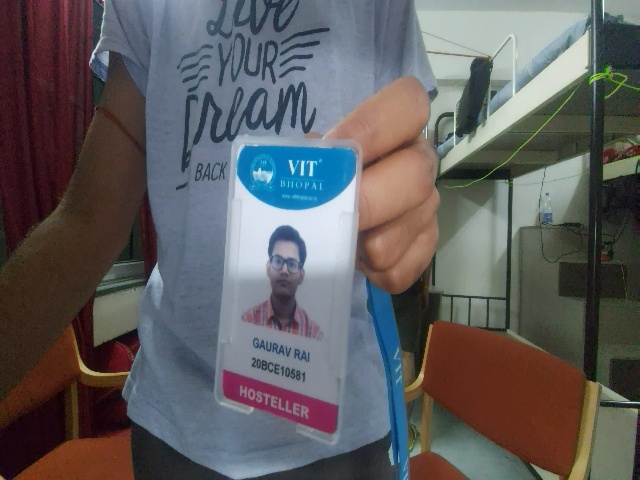 Live
YOUR
Dream
BACK
VIT
BHOPAL
GAURAV RAI
20BCE10581
HOSTELLER
VIT